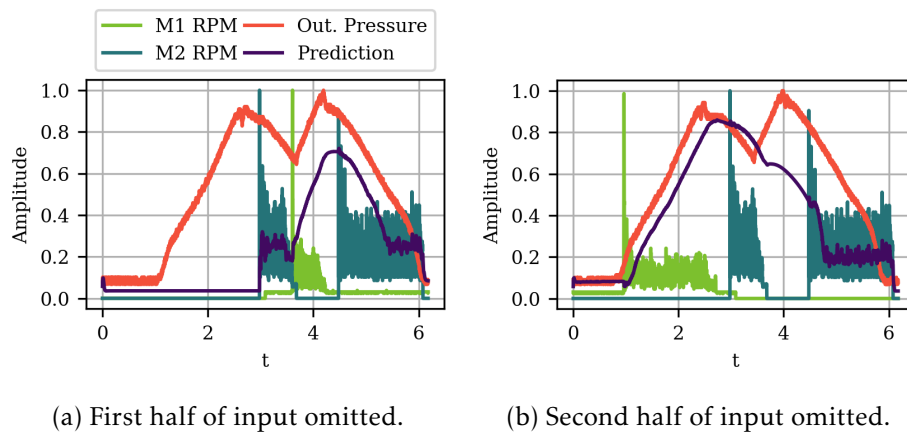 M1 RPM Out. Pressure
M2 RPM Prediction
1.0
0.8
0.6
0.4
0.2
0.0
Amplitude
0 2 4 6
t
1.0
0.8
0.6
0.4
0.2
0.0
Amplitude
0 2 4 6
t
(a) First half of input omitted.
(b) Second half of input omitted.